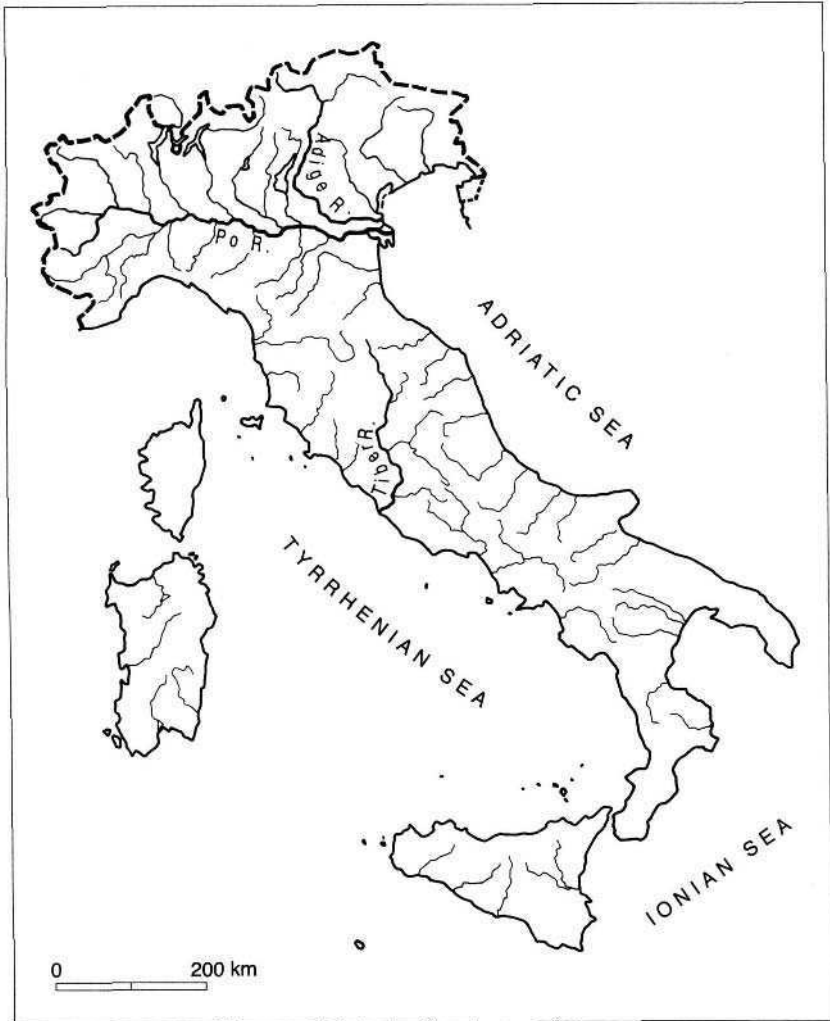 Adige R.
Po R.
ADRIATIC SEA
Tiber R.
TYRRHENIAN SEA
IONIAN SEA
0 200 km